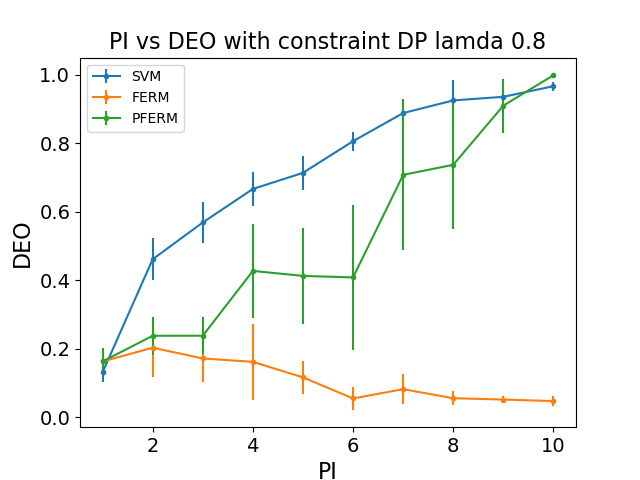 PI vs DEO with constraint DP lamda 0.8
SVM
FERM
PFERM
1.0
0.8
0.6
0.4
0.2
0.0
DEO
2 4 6 8 10
PI